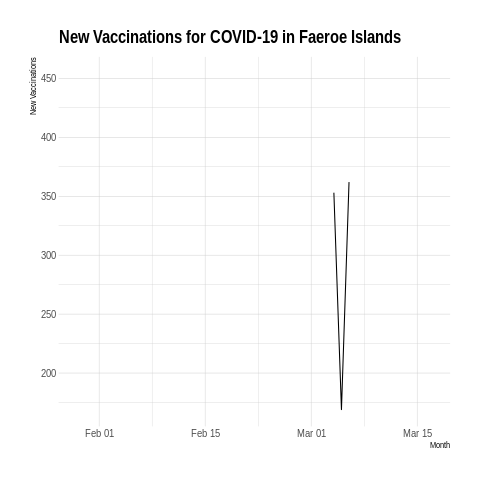 New Vaccinations for COVID-19 in Faeroe Islands
New Vaccinations
450
400
350
300
250
200
Feb 01 Feb 15 Mar 01 Mar 15
Month